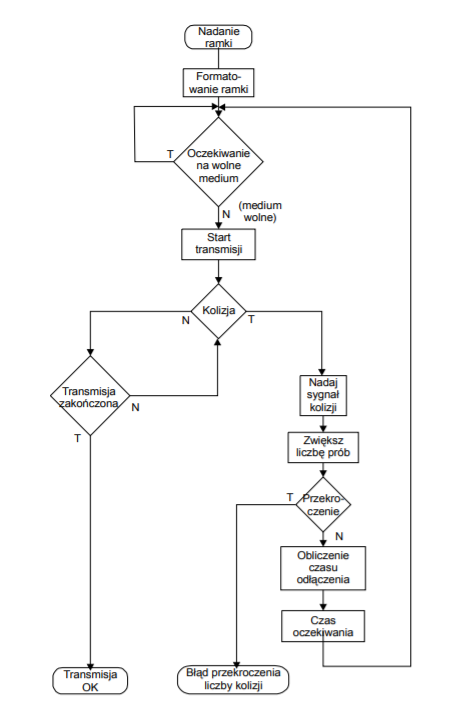 Nadanie
ramki
Formato-
wanie ramki
T
Oczekiwanie
na wolne
medium
N
(medium
wolne)
Start
transmisji
Kolizja
N
T
Nadaj
sygnał
kolizji
Transmisja
zakończona
N
T
Zwiększ
liczbę prób
T
Przekro-
czenie
N
Obliczenie
czasu
odłączenia
Czas
oczekiwania
Transmisja
OK
Błąd przekroczenia
liczby kolizji